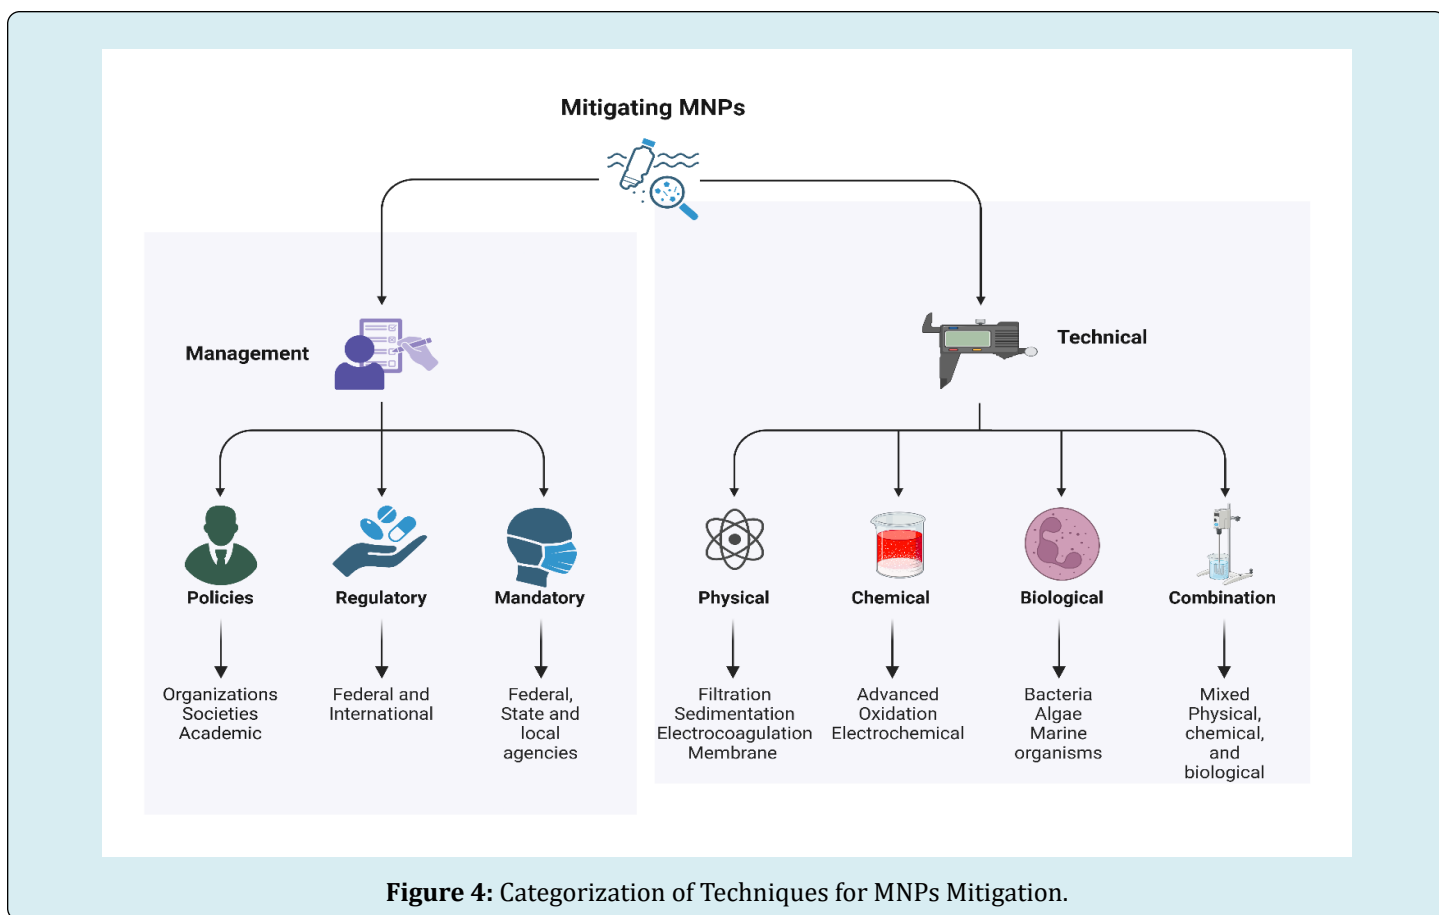 Mitigating MNPs
Management
Technical
Policies
Regulatory
Mandatory
Physical
Chemical
Biological
Combination
Organizations
Societies
Academic
Federal and
International
Federal,
State and
local
agencies
Filtration
Sedimentation
Electrocoagulation
Membrane
Advanced
Oxidation
Electrochemical
Bacteria
Algae
Marine
organisms
Mixed
Physical,
chemical,
and
biological
Figure 4: Categorization of Techniques for MNPs Mitigation.